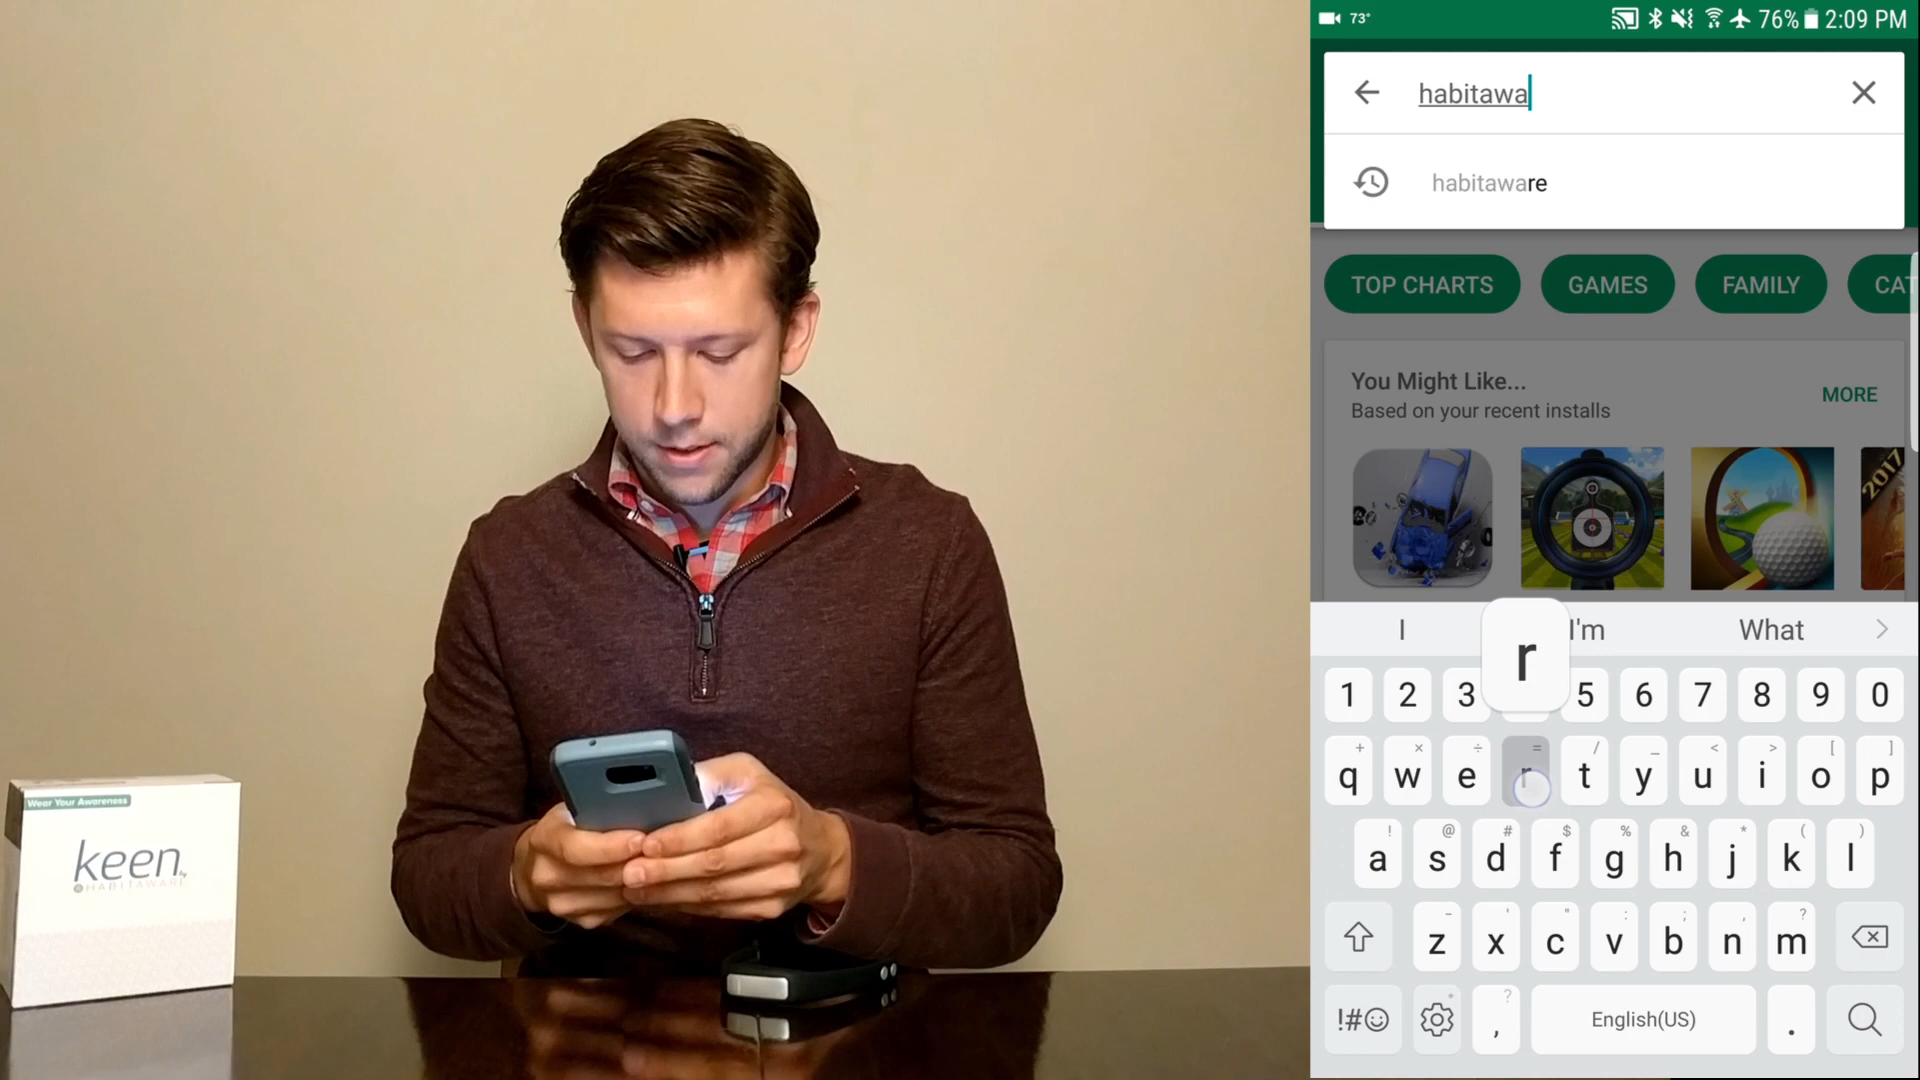 Wear Your Awareness
keen by
HABITAWARE
73°
76% 2:09 PM
habitawa
habitaware
TOP CHARTS GAMES FAMILY CAT
You Might Like...
MORE
Based on your recent installs
2017
I I'm What
r
1 2 3 5 6 7 8 9 0
+ × ÷ = / _ < > [ ]
q w e r t y u i o p
! @ # $ % & * ( )
a s d f g h j k l
- ' " : ; , ?
z x c v b n m
!#☺ , ? English(US) .